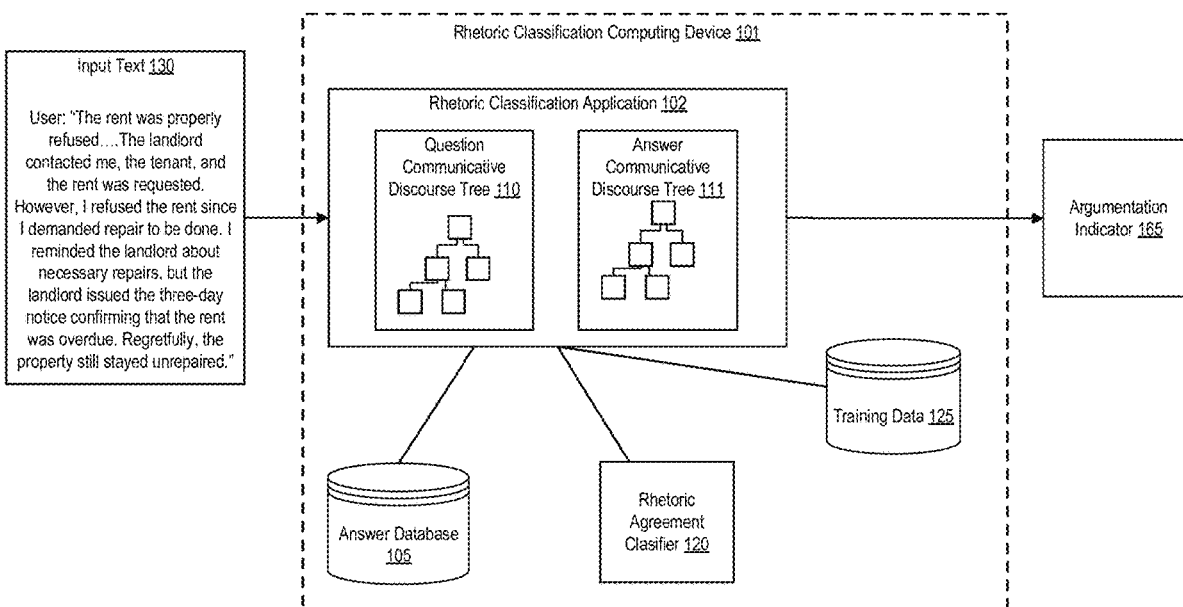 Rhetoric Classification Computing Device 101
Input Text 130
User: "The rent was properly
refused....The landlord
contacted me, the tenant, and
the rent was requested.
However, I refused the rent since
I demanded repair to be done. I
reminded the landlord about
necessary repairs, but the
landlord issued the three-day
notice confirming that the rent
was overdue. Regretfully, the
property still stayed unrepaired."
Rhetoric Classification Application 102
Question
Communicative
Discourse Tree 110
Answer
Communicative
Discourse Tree 111
Argumentation
Indicator 165
Training Data 125
Answer Database
105
Rhetoric
Agreement
Clasifier 120